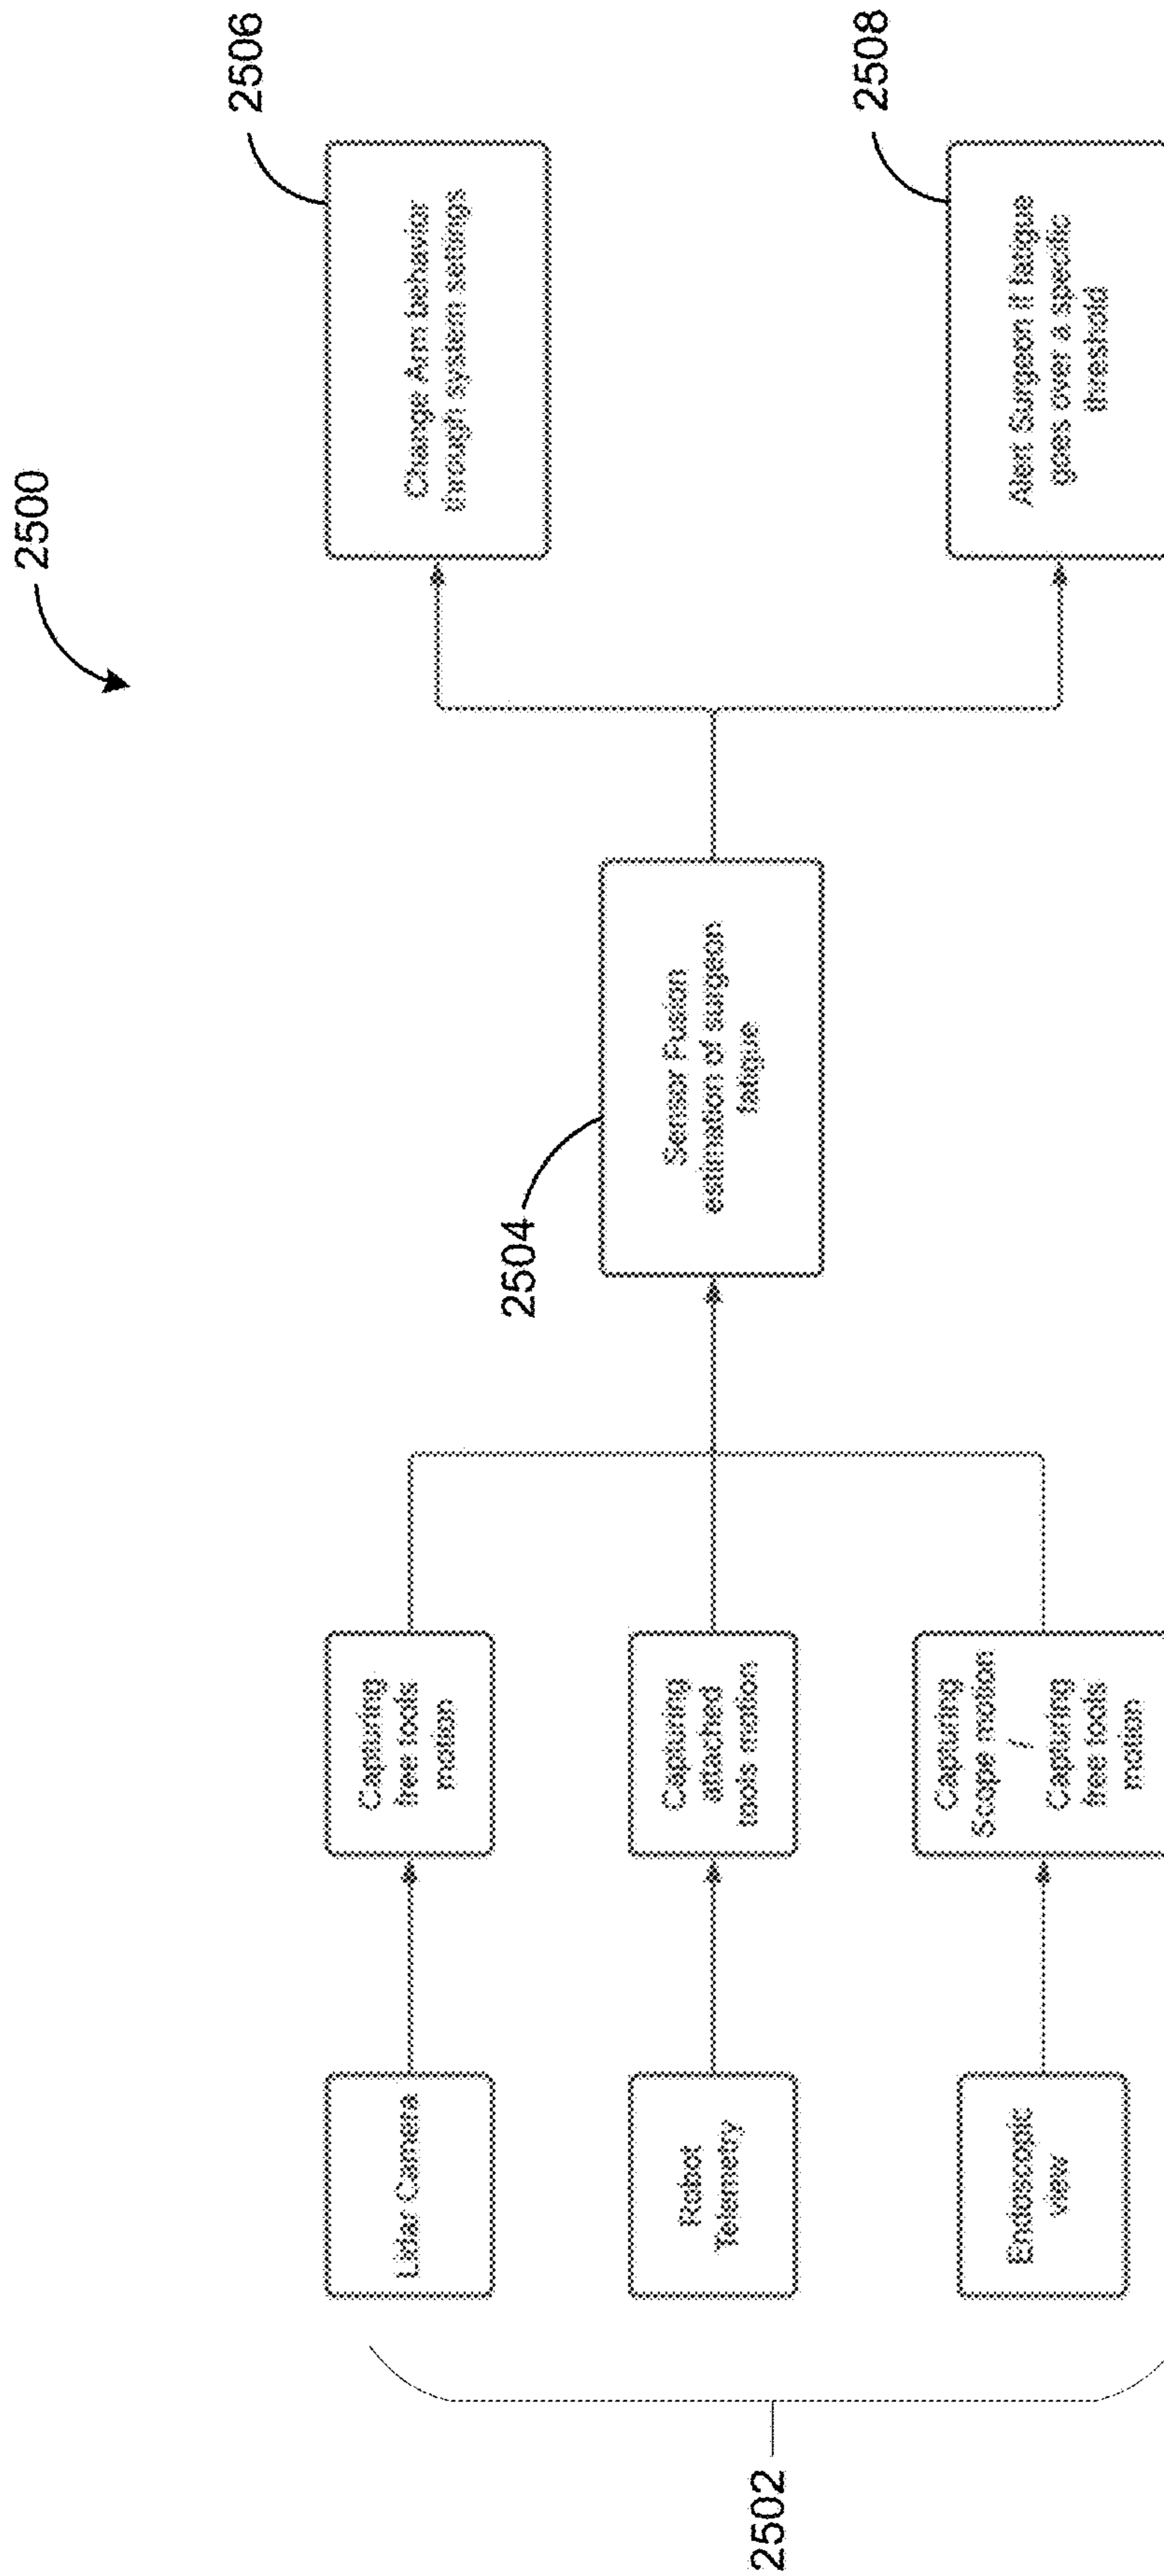 2500
2502
Lidar Camera
Capturing
free tools
motion
Robot
Telemetry
Capturing
attached
tools motion
Endoscopic
view
Capturing
Scope motion
/
Capturing
free tools
motion
2504
Sensor Fusion
estimation of surgeon
fatigue
2506
Change Arm behavior
through system settings
2508
Alert Surgeon if fatigue
goes over a specific
threshold